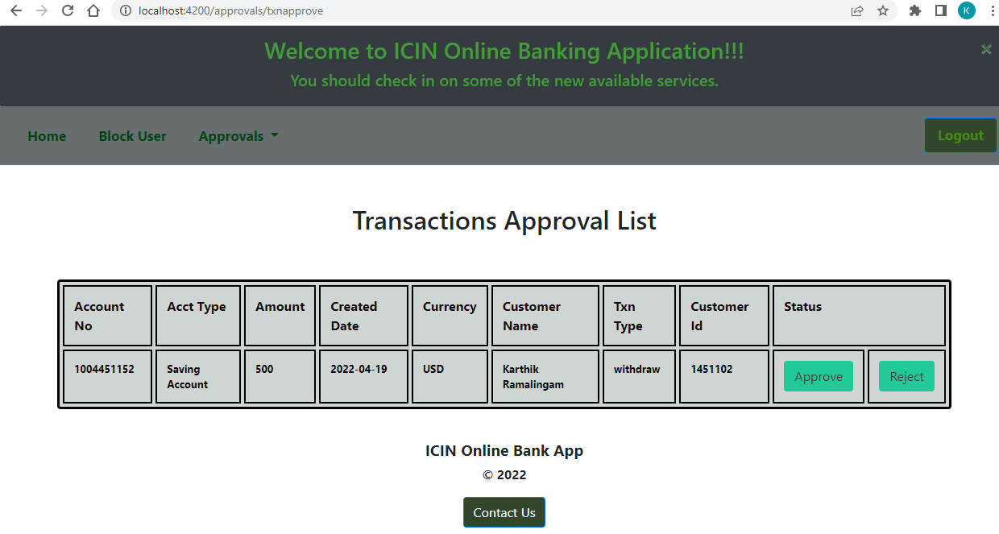 localhost:4200/approvals/txnapprove
K
Welcome to ICIN Online Banking Application!!!
You should check in on some of the new available services.
Home Block User Approvals Logout
Transactions Approval List
Account No Acct Type Amount Created Date Currency Customer Name Txn Type Customer Id Status
1004451152 Saving Account 500 2022-04-19 USD Karthik Ramalingam withdraw 1451102 Approve Reject
ICIN Online Bank App
© 2022
Contact Us